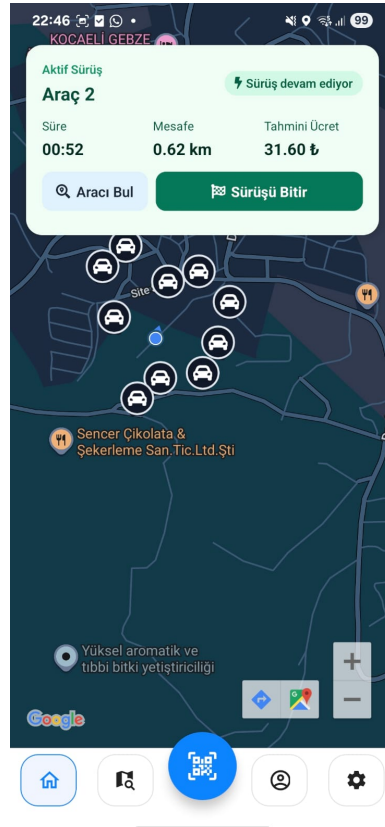 22:46
99
KOCAELİ GEBZE
Aktif Sürüş
Araç 2
Sürüş devam ediyor
Süre
Mesafe
Tahmini Ücret
00:52
0.62 km
31.60 ₺
Aracı Bul
Sürüşü Bitir
Site
Sencer Çikolata &
Şekerleme San.Tic.Ltd.Şti
Yüksel aromatik ve
tıbbi bitki yetiştiriciliği
+
−
Google